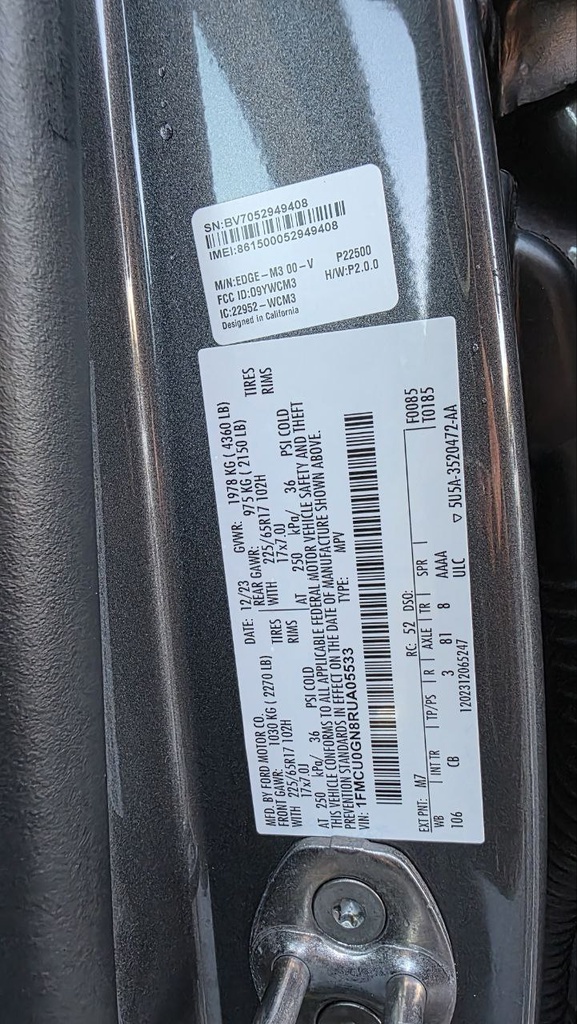 SN:BV7052949408
IMEI:861500052949408
M/N:EDGE-M3 00-V P22500
FCC ID:O9YWCM3 H/W:P2.0.0
IC:22952-WCM3
Designed in California
MFD. BY FORD MOTOR CO. DATE: 12/23 GVWR: 1978 KG ( 4360 LB)
FRONT GAWR: 1030 KG ( 2270 LB) REAR GAWR: 975 KG ( 2150 LB)
WITH 225/65R17 102H TIRES WITH 225/65R17 102H TIRES
17x7.0J RIMS 17x7.0J RIMS
AT 250 kPa/ 36 PSI COLD AT 250 kPa/ 36 PSI COLD
THIS VEHICLE CONFORMS TO ALL APPLICABLE FEDERAL MOTOR VEHICLE SAFETY AND THEFT
PREVENTION STANDARDS IN EFFECT ON THE DATE OF MANUFACTURE SHOWN ABOVE.
VIN: 1FMCU0GN8RUA05533 TYPE: MPV
EXT PNT: M7 RC: 52 DSO: F0085
WB INT TR TP/PS R AXLE TR SPR T0185
106 CB 3 81 8 AAAA ▽ 5U5A-3520472-AA
1202312065247 ULC